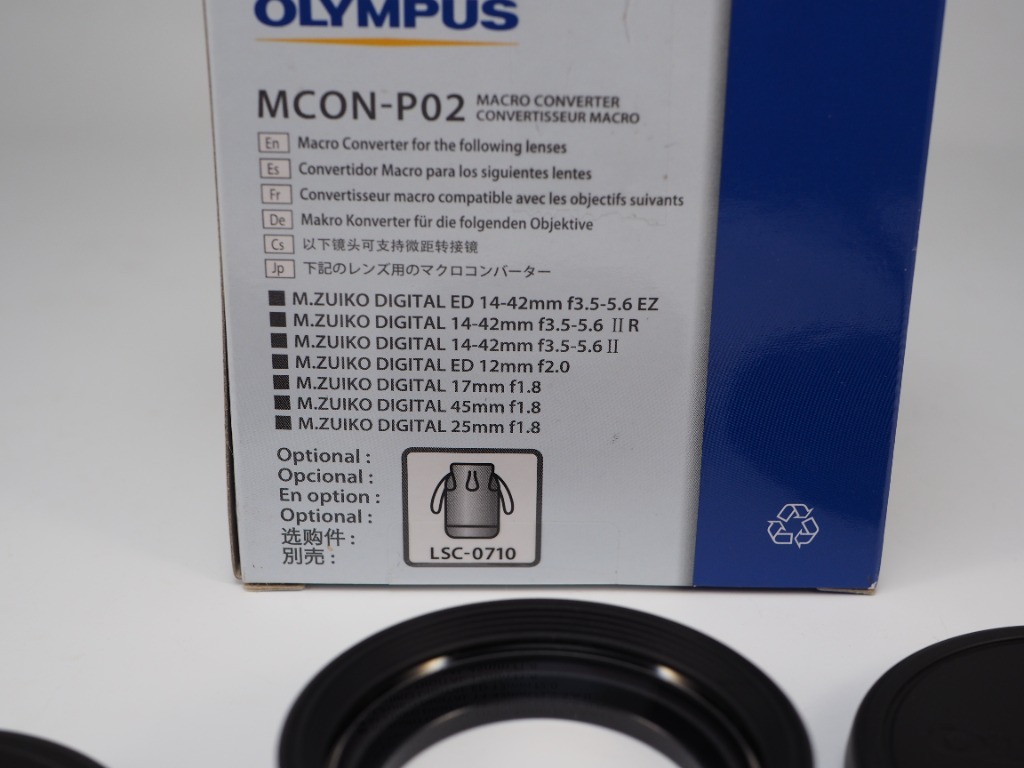 OLYMPUS
MCON-P02 MACRO CONVERTER
CONVERTISSEUR MACRO
En Macro Converter for the following lenses
Es Convertidor Macro para los siguientes lentes
Fr Convertisseur macro compatible avec les objectifs suivants
De Makro Konverter für die folgenden Objektive
Cs 以下镜头可支持微距转接镜
Jp 下記のレンズ用のマクロコンバーター
■ M.ZUIKO DIGITAL ED 14-42mm f3.5-5.6 EZ
■ M.ZUIKO DIGITAL 14-42mm f3.5-5.6 II R
■ M.ZUIKO DIGITAL 14-42mm f3.5-5.6 II
■ M.ZUIKO DIGITAL ED 12mm f2.0
■ M.ZUIKO DIGITAL 17mm f1.8
■ M.ZUIKO DIGITAL 45mm f1.8
■ M.ZUIKO DIGITAL 25mm f1.8
Optional :
Opcional :
En option :
Optional :
选购件 :
別売 :
LSC-0710